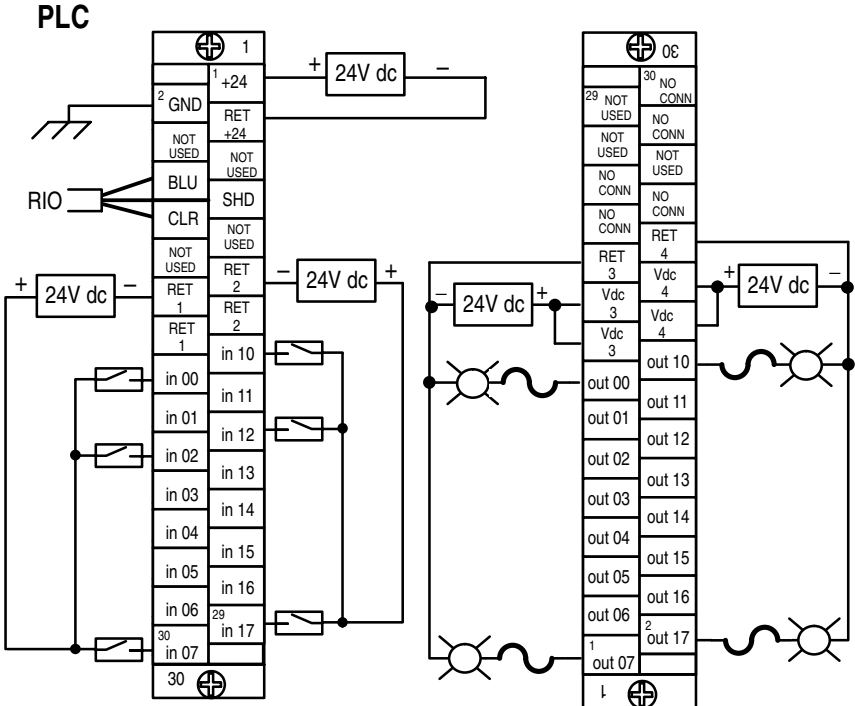 PLC
1
1 +24
RET
+24
NOT
USED
SHD
NOT
USED
RET
2
RET
2
in 10
in 11
in 12
in 13
in 14
in 15
in 16
29
in 17
2 GND
NOT
USED
BLU
CLR
NOT
USED
RET
1
RET
1
in 00
in 01
in 02
in 03
in 04
in 05
in 06
30
in 07
30
+ 24V dc −
RIO
+ 24V dc −
− 24V dc +
30
30 NO
CONN
NO
CONN
NOT
USED
NO
CONN
RET
4
Vdc
4
Vdc
4
out 10
out 11
out 12
out 13
out 14
out 15
out 16
2
out 17
29 NOT
USED
NOT
USED
NO
CONN
NO
CONN
RET
3
Vdc
3
Vdc
3
out 00
out 01
out 02
out 03
out 04
out 05
out 06
1
out 07
1
− 24V dc +
+ 24V dc −